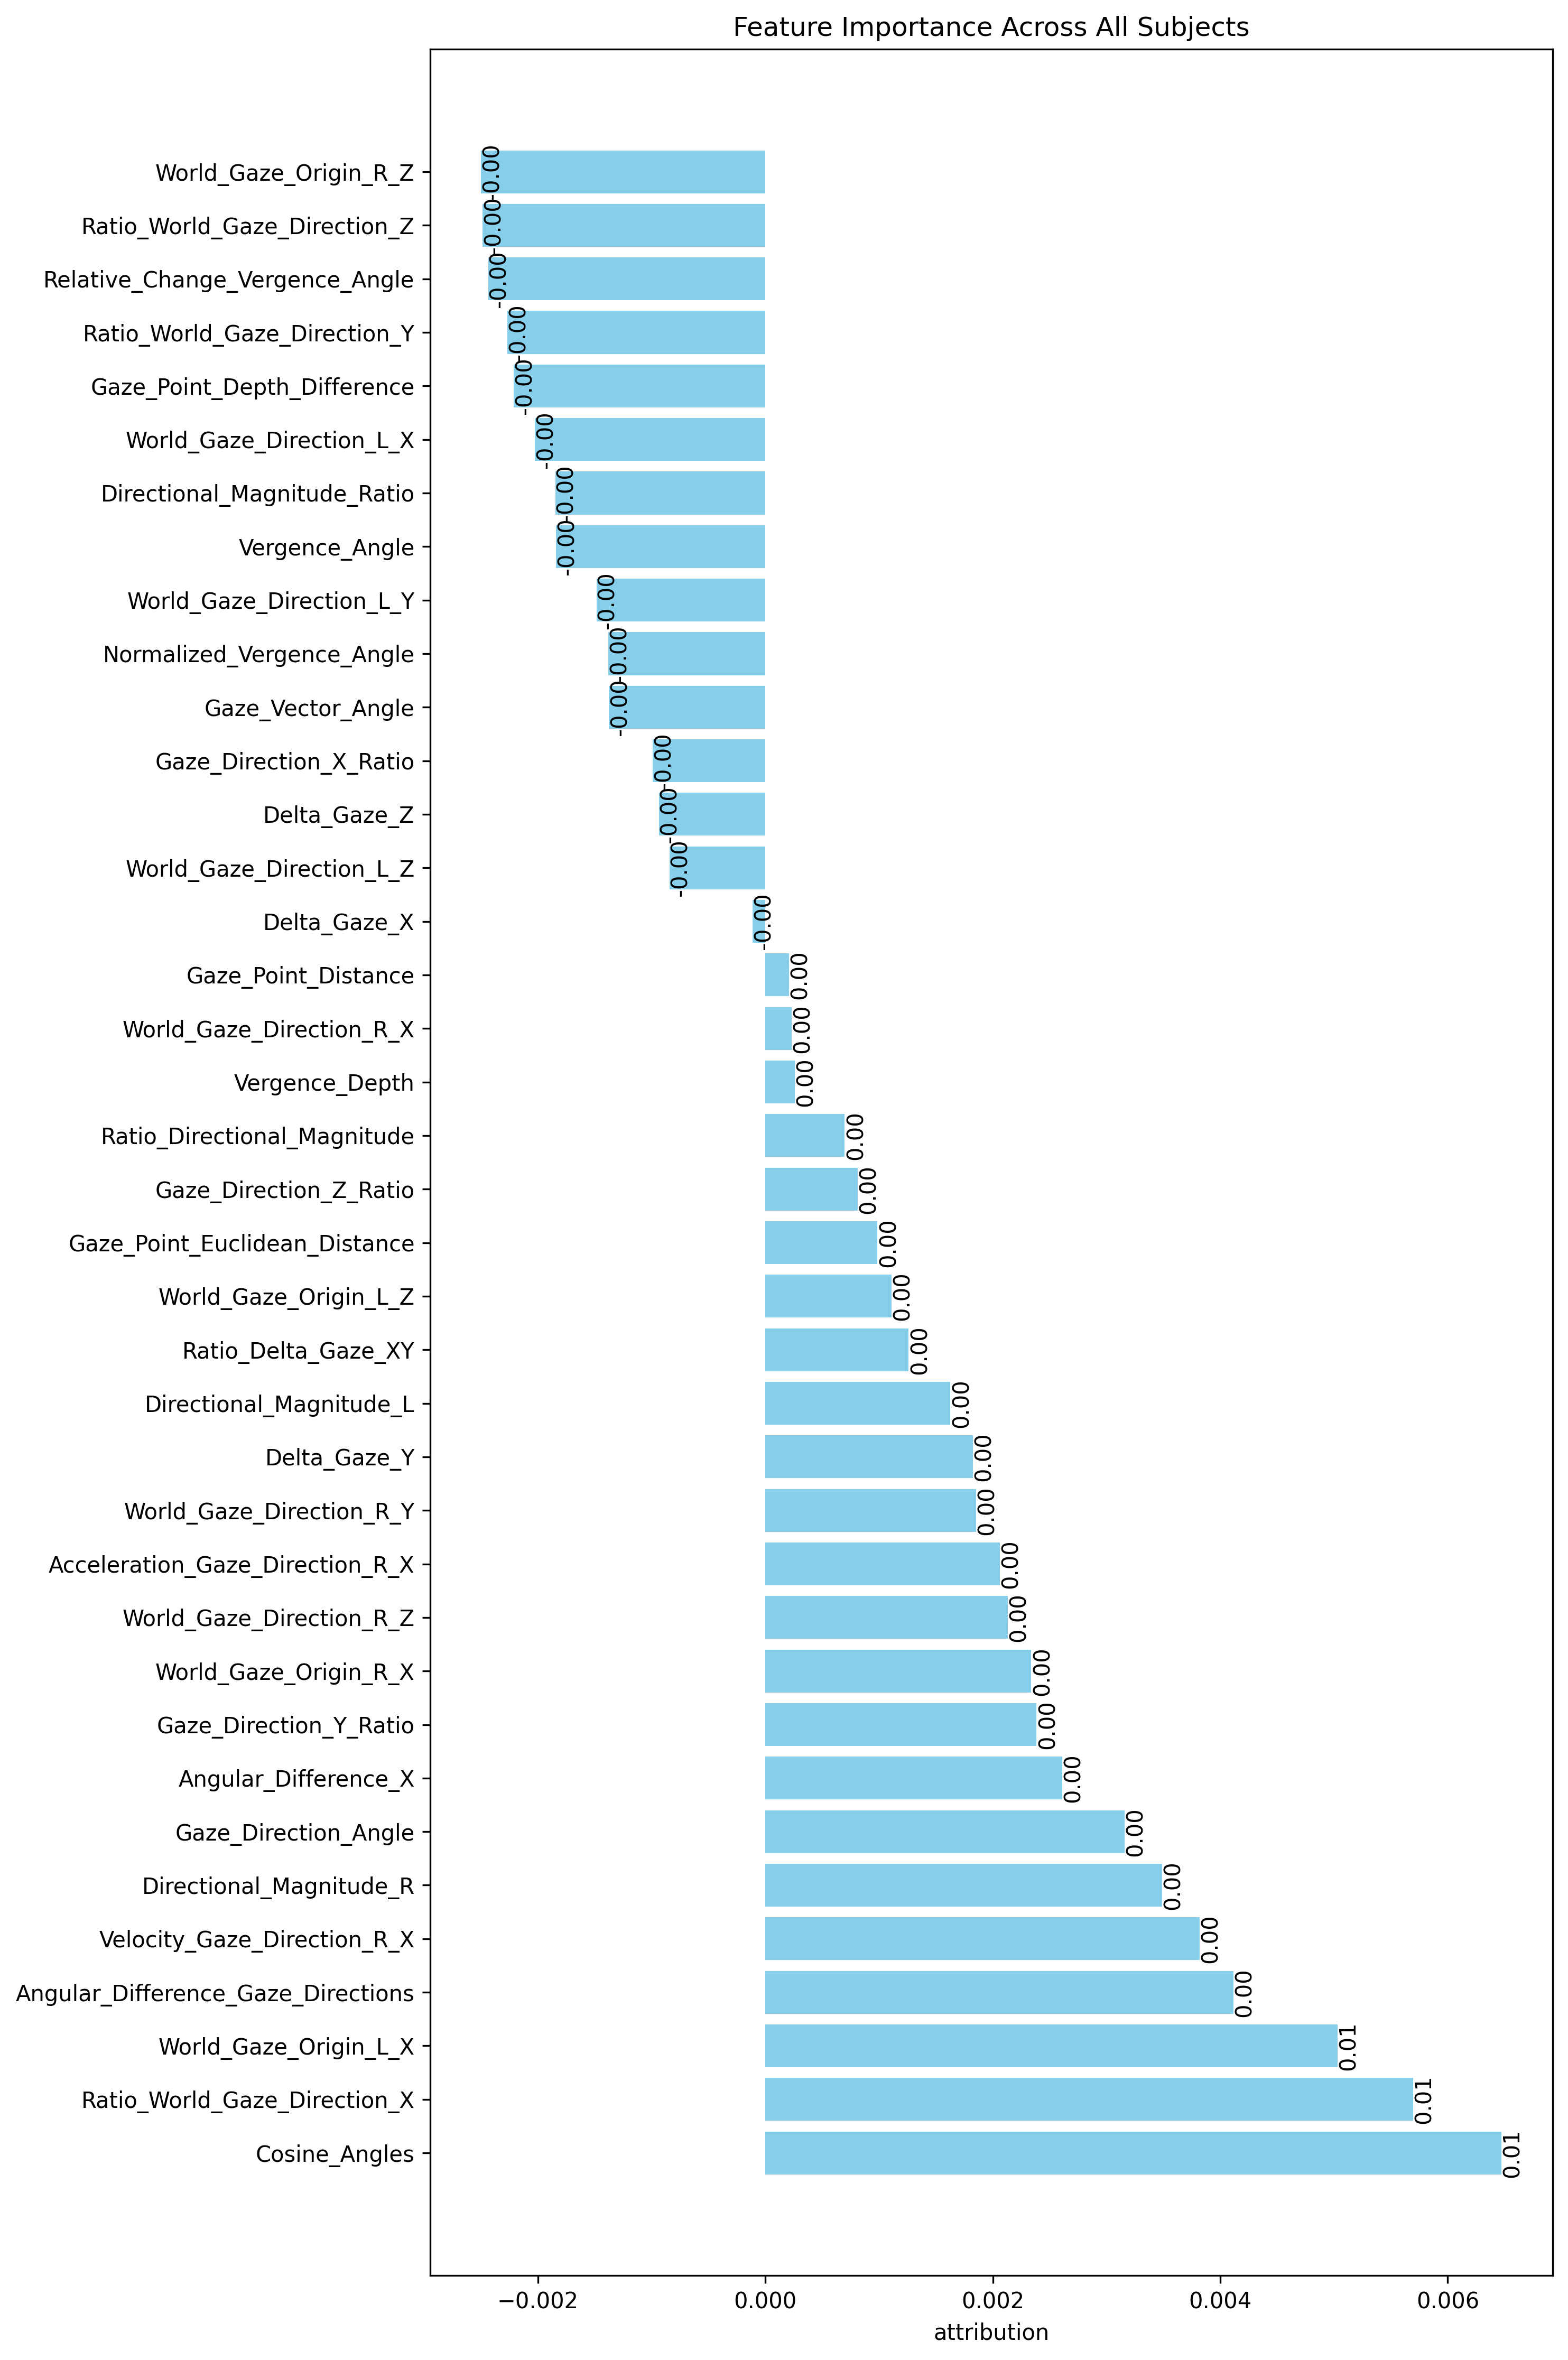 Feature Importance Across All Subjects
World_Gaze_Origin_R_Z -0.00
Ratio_World_Gaze_Direction_Z -0.00
Relative_Change_Vergence_Angle -0.00
Ratio_World_Gaze_Direction_Y -0.00
Gaze_Point_Depth_Difference -0.00
World_Gaze_Direction_L_X -0.00
Directional_Magnitude_Ratio -0.00
Vergence_Angle -0.00
World_Gaze_Direction_L_Y -0.00
Normalized_Vergence_Angle -0.00
Gaze_Vector_Angle -0.00
Gaze_Direction_X_Ratio -0.00
Delta_Gaze_Z -0.00
World_Gaze_Direction_L_Z -0.00
Delta_Gaze_X -0.00
Gaze_Point_Distance 0.00
World_Gaze_Direction_R_X 0.00
Vergence_Depth 0.00
Ratio_Directional_Magnitude 0.00
Gaze_Direction_Z_Ratio 0.00
Gaze_Point_Euclidean_Distance 0.00
World_Gaze_Origin_L_Z 0.00
Ratio_Delta_Gaze_XY 0.00
Directional_Magnitude_L 0.00
Delta_Gaze_Y 0.00
World_Gaze_Direction_R_Y 0.00
Acceleration_Gaze_Direction_R_X 0.00
World_Gaze_Direction_R_Z 0.00
World_Gaze_Origin_R_X 0.00
Gaze_Direction_Y_Ratio 0.00
Angular_Difference_X 0.00
Gaze_Direction_Angle 0.00
Directional_Magnitude_R 0.00
Velocity_Gaze_Direction_R_X 0.00
Angular_Difference_Gaze_Directions 0.00
World_Gaze_Origin_L_X 0.01
Ratio_World_Gaze_Direction_X 0.01
Cosine_Angles 0.01
−0.002 0.000 0.002 0.004 0.006
attribution